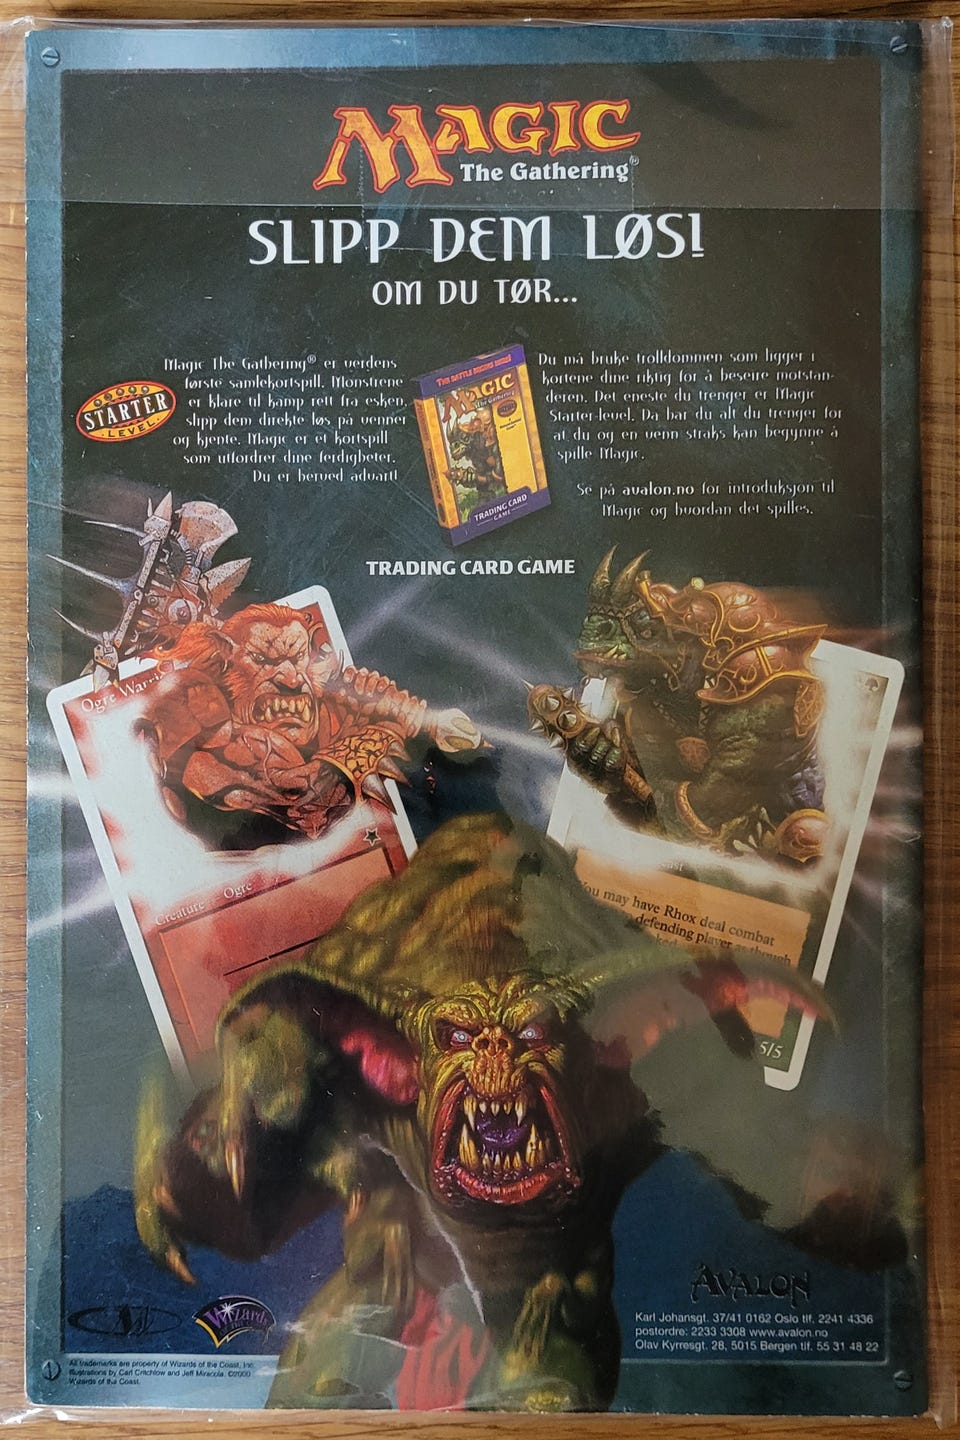 MAGIC
The Gathering®
SLIPP DEM LØS!
OM DU TØR...
Magic The Gathering® er verdens
første samlekortspill. Monstrene
er klare til kamp rett fra esken,
slipp dem direkte løs på venner
og kjente. Magic er et kortspill
som utfordrer dine ferdigheter.
Du er herved advart!
STARTER
LEVEL
THE BATTLE BEGINS HERE!
MAGIC
The Gathering
TRADING CARD
GAME
Du må bruke trolldommen som ligger i
kortene dine riktig for å beseire motstan-
deren. Det eneste du trenger er Magic
Starter-level. Da har du alt du trenger for
at du og en venn straks kan begynne å
spille Magic.
Se på avalon.no for introduksjon til
Magic og hvordan det spilles.
TRADING CARD GAME
Ogre Warrior
Creature Ogre
You may have Rhox deal combat
defending player as though
5/5
Wizards
AVALON
Karl Johansgt. 37/41 0162 Oslo tlf. 2241 4336
postordre: 2233 3308 www.avalon.no
Olav Kyrresgt. 28, 5015 Bergen tlf. 55 31 48 22
All trademarks are property of Wizards of the Coast, Inc.
Illustrations by Carl Critchlow and Jeff Miracola. ©2000
Wizards of the Coast.